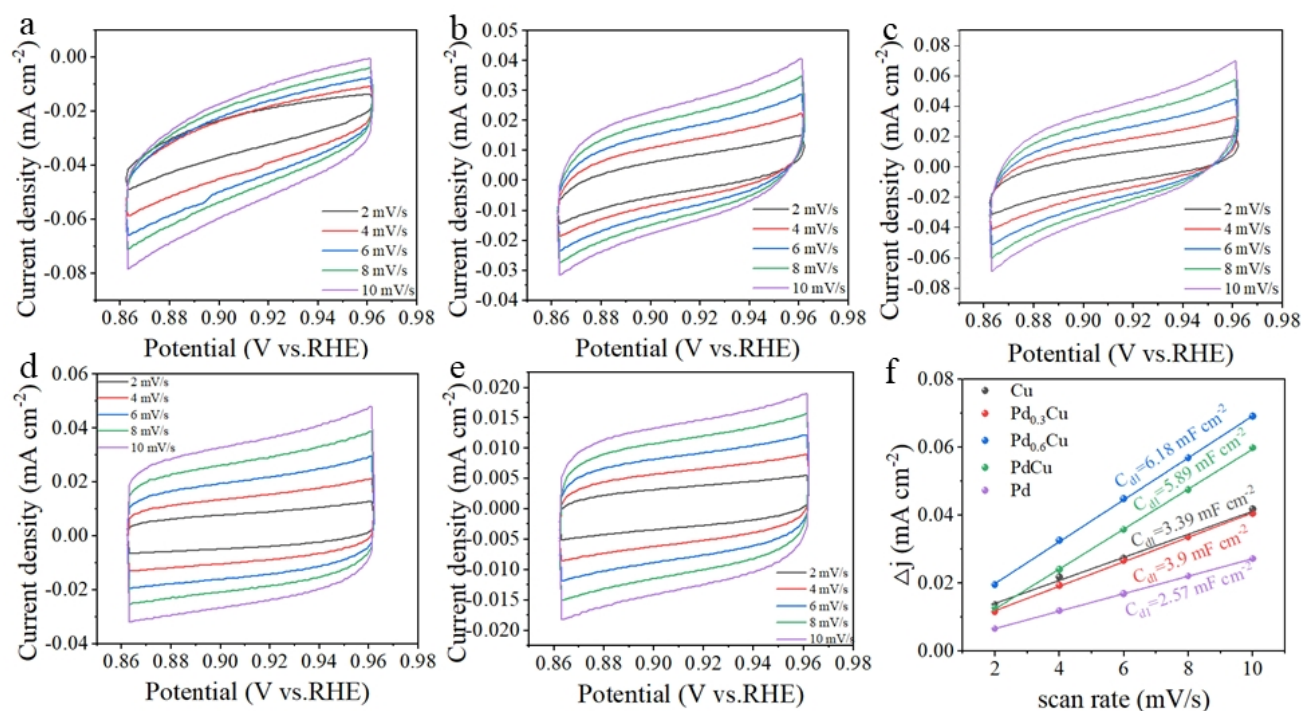 a
Current density (mA cm⁻²)
0.00
-0.02
-0.04
-0.06
-0.08
2 mV/s
4 mV/s
6 mV/s
8 mV/s
10 mV/s
0.86 0.88 0.90 0.92 0.94 0.96 0.98
Potential (V vs.RHE)
b
Current density (mA cm⁻²)
0.05
0.04
0.03
0.02
0.01
0.00
-0.01
-0.02
-0.03
0.04
2 mV/s
4 mV/s
6 mV/s
8 mV/s
10 mV/s
0.86 0.88 0.90 0.92 0.94 0.96 0.98
Potential (V vs.RHE)
c
Current density (mA cm⁻²)
0.08
0.06
0.04
0.02
0.00
-0.02
-0.04
-0.06
-0.08
2 mV/s
4 mV/s
6 mV/s
8 mV/s
10 mV/s
0.86 0.88 0.90 0.92 0.94 0.96 0.98
Potential (V vs.RHE)
d
Current density (mA cm⁻²)
0.06
0.04
0.02
0.00
-0.02
-0.04
2 mV/s
4 mV/s
6 mV/s
8 mV/s
10 mV/s
0.86 0.88 0.90 0.92 0.94 0.96 0.98
Potential (V vs.RHE)
e
Current density (mA cm⁻²)
0.020
0.015
0.010
0.005
0.000
0.005
0.010
0.015
0.020
2 mV/s
4 mV/s
6 mV/s
8 mV/s
10 mV/s
0.86 0.88 0.90 0.92 0.94 0.96 0.98
Potential (V vs.RHE)
f
Δj (mA cm⁻²)
0.08
0.06
0.04
0.02
0.00
Cu
Pd₀.₃Cu
Pd₀.₆Cu
PdCu
Pd
C_dl=6.18 mF cm⁻²
C_dl=5.89 mF cm⁻²
C_dl=3.39 mF cm⁻²
C_dl=3.9 mF cm⁻²
C_dl=2.57 mF cm⁻²
2 4 6 8 10
scan rate (mV/s)